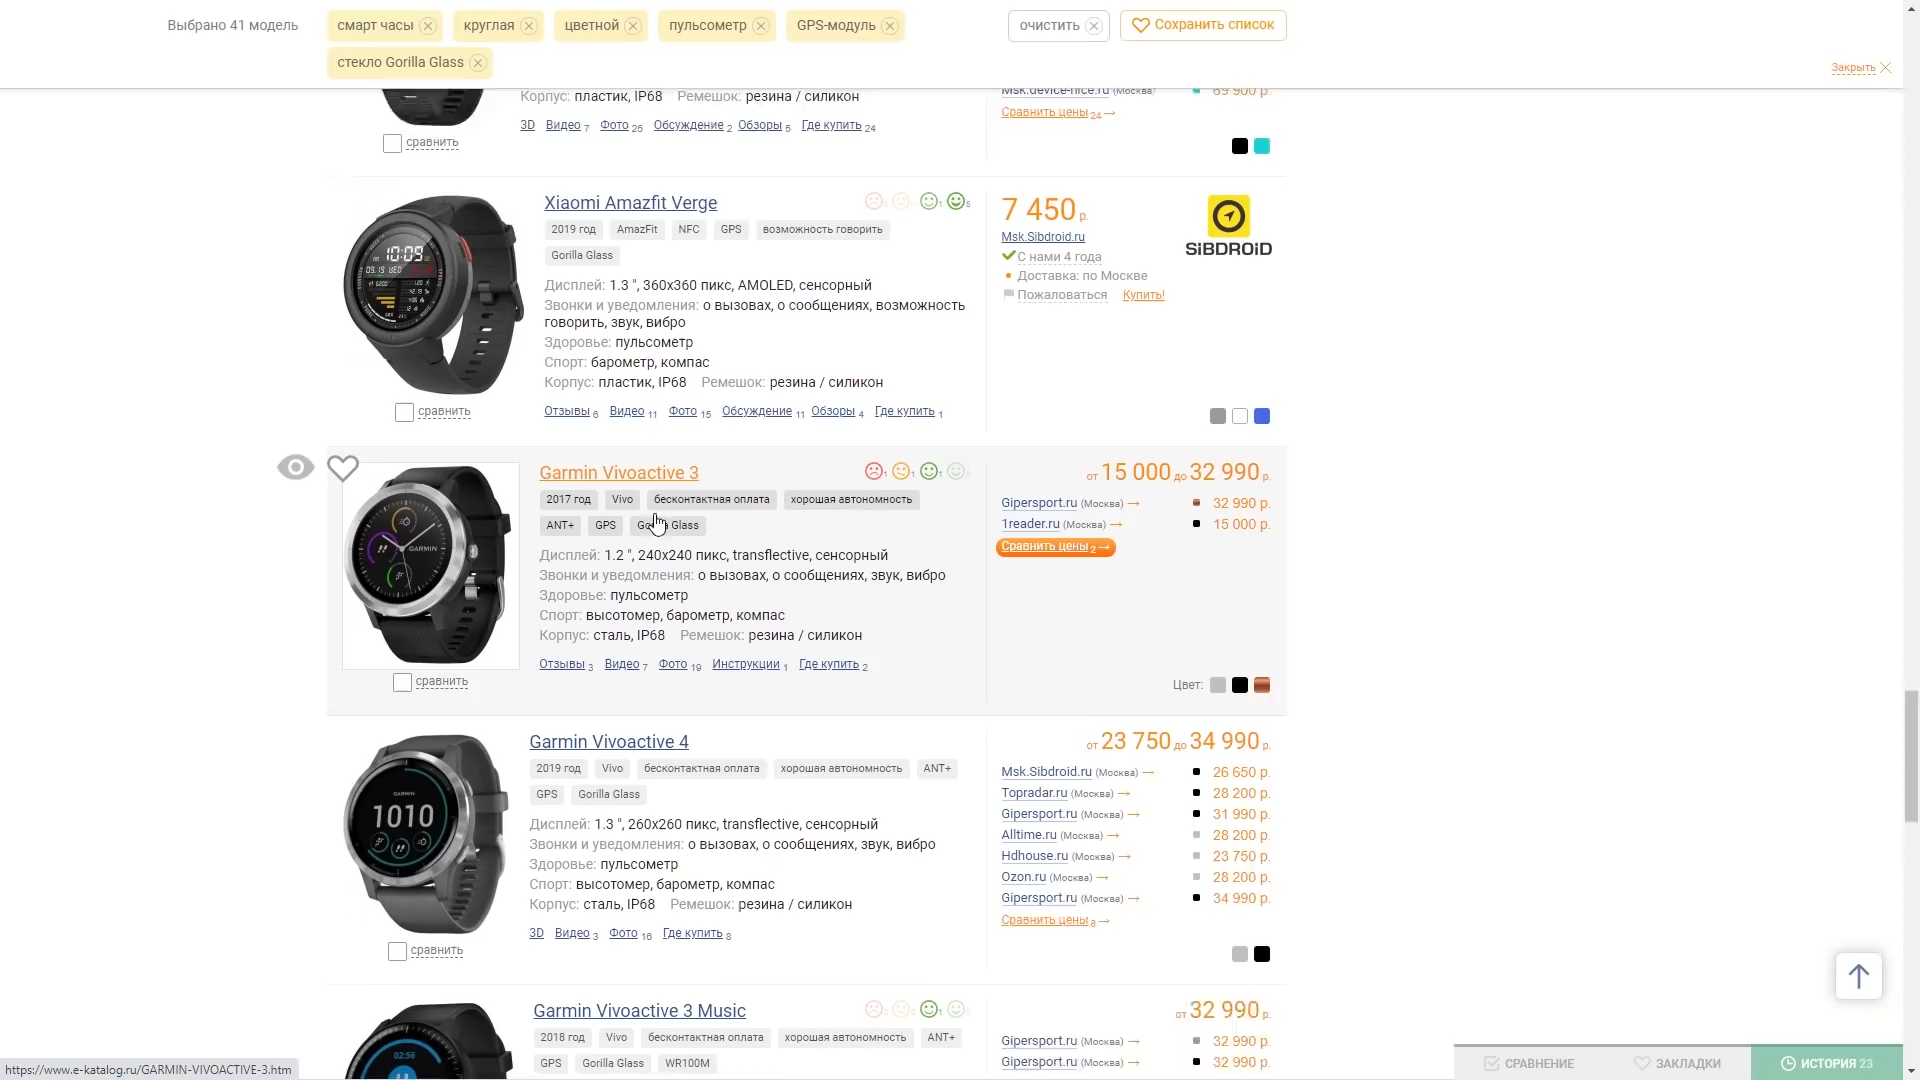 Выбрано 41 модель
смарт часы
круглая
цветной
пульсометр
GPS-модуль
очистить
Сохранить список
стекло Gorilla Glass
Закрыть
Корпус: пластик, IP68 Ремешок: резина / силикон
3D Видео 7 Фото 25 Обсуждение 2 Обзоры 5 Где купить 24
сравнить
Msk.device-nice.ru (Москва) 69 900 р.
Сравнить цены 24 →
Xiaomi Amazfit Verge
2019 год AmazFit NFC GPS возможность говорить
Gorilla Glass
Дисплей: 1.3 ", 360x360 пикс, AMOLED, сенсорный
Звонки и уведомления: о вызовах, о сообщениях, возможность
говорить, звук, вибро
Здоровье: пульсометр
Спорт: барометр, компас
Корпус: пластик, IP68 Ремешок: резина / силикон
Отзывы 6 Видео 11 Фото 15 Обсуждение 11 Обзоры 4 Где купить 1
сравнить
7 450 р.
Msk.Sibdroid.ru
С нами 4 года
Доставка: по Москве
Пожаловаться Купить!
SiBDROiD
Garmin Vivoactive 3
2017 год Vivo бесконтактная оплата хорошая автономность
ANT+ GPS Glass
Дисплей: 1.2 ", 240x240 пикс, transflective, сенсорный
Звонки и уведомления: о вызовах, о сообщениях, звук, вибро
Здоровье: пульсометр
Спорт: высотомер, барометр, компас
Корпус: сталь, IP68 Ремешок: резина / силикон
Отзывы 3 Видео 7 Фото 19 Инструкции 1 Где купить 2
сравнить
от 15 000 до 32 990 р.
Gipersport.ru (Москва) → 32 990 р.
1reader.ru (Москва) → 15 000 р.
Сравнить цены 2 →
Цвет:
Garmin Vivoactive 4
2019 год Vivo бесконтактная оплата хорошая автономность ANT+
GPS Gorilla Glass
Дисплей: 1.3 ", 260x260 пикс, transflective, сенсорный
Звонки и уведомления: о вызовах, о сообщениях, звук, вибро
Здоровье: пульсометр
Спорт: высотомер, барометр, компас
Корпус: сталь, IP68 Ремешок: резина / силикон
3D Видео 3 Фото 16 Где купить 8
сравнить
от 23 750 до 34 990 р.
Msk.Sibdroid.ru (Москва) → 26 650 р.
Topradar.ru (Москва) → 28 200 р.
Gipersport.ru (Москва) → 31 990 р.
Alltime.ru (Москва) → 28 200 р.
Hdhouse.ru (Москва) → 23 750 р.
Ozon.ru (Москва) → 28 200 р.
Gipersport.ru (Москва) → 34 990 р.
Сравнить цены 8 →
Garmin Vivoactive 3 Music
2018 год Vivo бесконтактная оплата хорошая автономность ANT+
GPS Gorilla Glass WR100M
от 32 990 р.
Gipersport.ru (Москва) → 32 990 р.
Gipersport.ru (Москва) → 32 990 р.
10:09
GARMIN
GARMIN
1010
02:56
https://www.e-katalog.ru/GARMIN-VIVOACTIVE-3.htm
СРАВНЕНИЕ
ЗАКЛАДКИ
ИСТОРИЯ 23